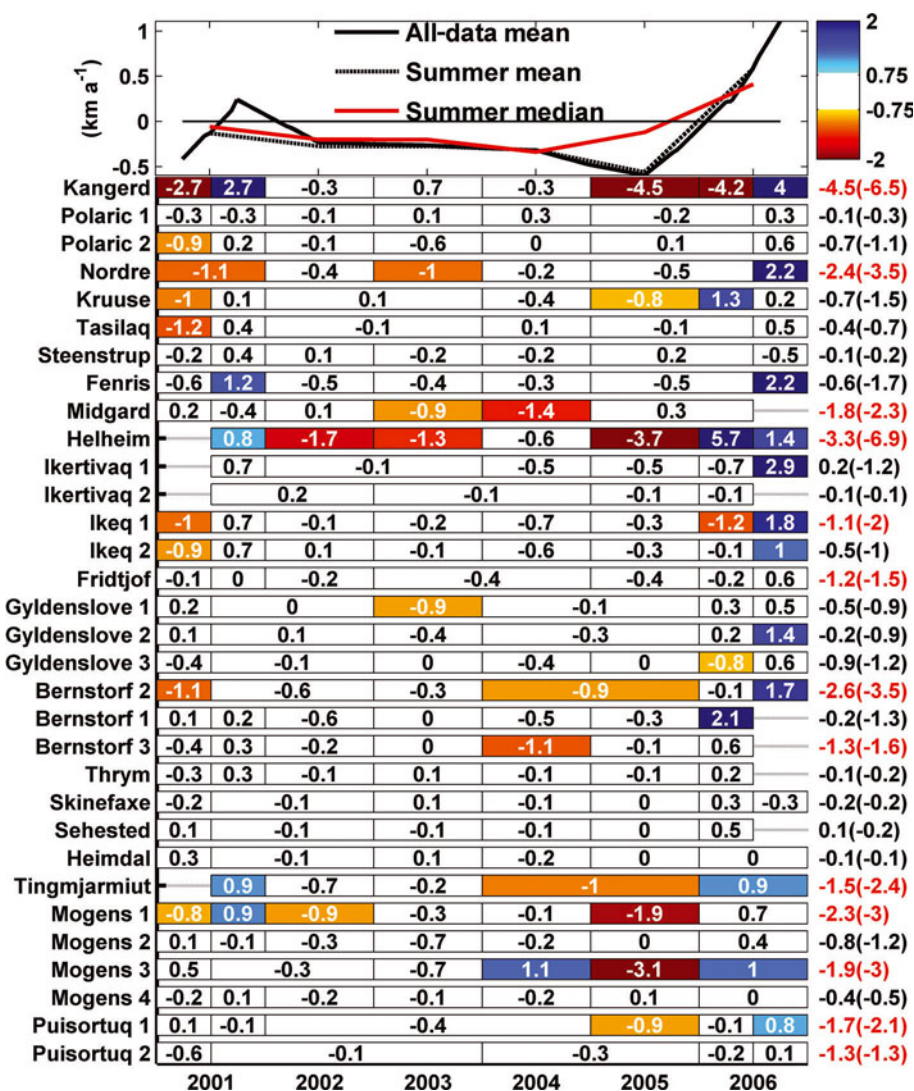 1 All-data mean 2
0.5 Summer mean 0.75
Summer median
0 -0.75
(km a⁻¹)
-0.5 -2
Kangerd -2.7 2.7 -0.3 0.7 -0.3 -4.5 -4.2 4 -4.5(-6.5)
Polaric 1 -0.3 -0.3 -0.1 0.1 0.3 -0.2 0.3 -0.1(-0.3)
Polaric 2 -0.9 0.2 -0.1 -0.6 0 0.1 0.6 -0.7(-1.1)
Nordre -1.1 -0.4 -1 -0.2 -0.5 2.2 -2.4(-3.5)
Kruuse -1 0.1 0.1 -0.4 -0.8 1.3 0.2 -0.7(-1.5)
Tasilaq -1.2 0.4 -0.1 0.1 -0.1 0.5 -0.4(-0.7)
Steenstrup -0.2 0.4 0.1 -0.2 -0.2 0.2 -0.5 -0.1(-0.2)
Fenris -0.6 1.2 -0.5 -0.4 -0.3 -0.5 2.2 -0.6(-1.7)
Midgard 0.2 -0.4 0.1 -0.9 -1.4 0.3 -1.8(-2.3)
Helheim 0.8 -1.7 -1.3 -0.6 -3.7 5.7 1.4 -3.3(-6.9)
Ikertivaq 1 0.7 -0.1 -0.5 -0.5 -0.7 2.9 0.2(-1.2)
Ikertivaq 2 0.2 -0.1 -0.1 -0.1 -0.1(-0.1)
Ikeq 1 -1 0.7 -0.1 -0.2 -0.7 -0.3 -1.2 1.8 -1.1(-2)
Ikeq 2 -0.9 0.7 0.1 -0.1 -0.6 -0.3 -0.1 1 -0.5(-1)
Fridtjof -0.1 0 -0.2 -0.4 -0.4 -0.2 0.6 -1.2(-1.5)
Gyldenslove 1 0.2 0 -0.9 -0.1 0.3 0.5 -0.5(-0.9)
Gyldenslove 2 0.1 0.1 -0.4 -0.3 0.2 1.4 -0.2(-0.9)
Gyldenslove 3 -0.4 -0.1 0 -0.4 0 -0.8 0.6 -0.9(-1.2)
Bernstorf 2 -1.1 -0.6 -0.3 -0.9 -0.1 1.7 -2.6(-3.5)
Bernstorf 1 0.1 0.2 -0.6 0 -0.5 -0.3 2.1 -0.2(-1.3)
Bernstorf 3 -0.4 0.3 -0.2 0 -1.1 -0.1 0.6 -1.3(-1.6)
Thrym -0.3 0.3 -0.1 0.1 -0.1 -0.1 0.2 -0.1(-0.2)
Skinefaxe -0.2 -0.1 0.1 -0.1 0 0.3 -0.3 -0.2(-0.2)
Sehested 0.1 -0.1 -0.1 -0.1 0 0.5 0.1(-0.2)
Heimdal 0.3 -0.1 0.1 -0.2 0 0 -0.1(-0.1)
Tingmjarmiut 0.9 -0.7 -0.2 -1 0.9 -1.5(-2.4)
Mogens 1 -0.8 0.9 -0.9 -0.3 -0.1 -1.9 0.7 -2.3(-3)
Mogens 2 0.1 -0.1 -0.3 -0.7 -0.2 0 0.4 -0.8(-1.2)
Mogens 3 0.5 -0.3 -0.7 1.1 -3.1 1 -1.9(-3)
Mogens 4 -0.2 0.1 -0.2 -0.1 -0.2 0.1 0 -0.4(-0.5)
Puisortuq 1 0.1 -0.1 -0.4 -0.9 -0.1 0.8 -1.7(-2.1)
Puisortuq 2 -0.6 -0.1 -0.3 -0.2 0.1 -1.3(-1.3)
2001 2002 2003 2004 2005 2006